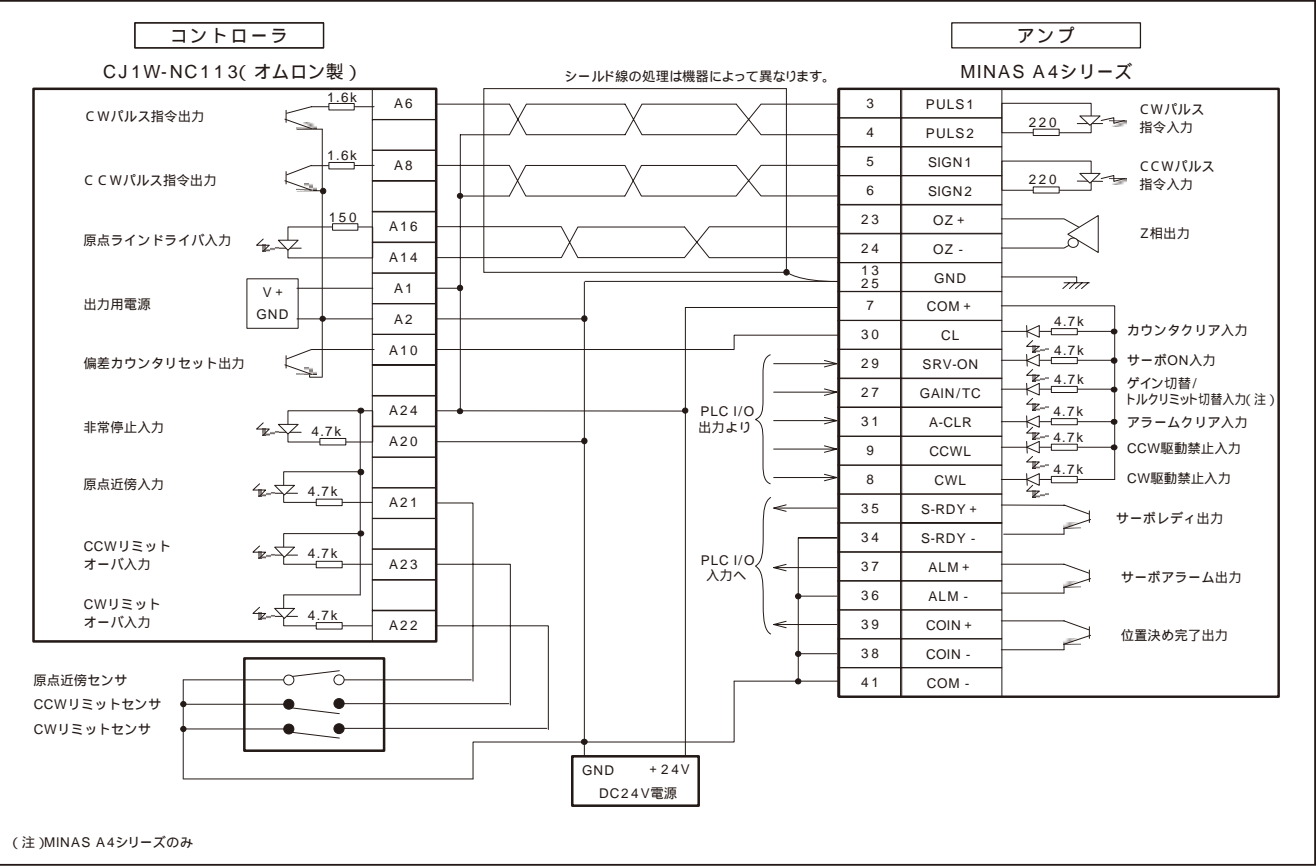 コントローラ
CJ1W-NC113(オムロン製)
CWパルス指令出力
1.6k
A6
CCWパルス指令出力
1.6k
A8
原点ラインドライバ入力
150
A16
A14
出力用電源
V+
GND
A1
A2
偏差カウンタリセット出力
A10
非常停止入力
4.7k
A24
A20
原点近傍入力
4.7k
A21
CCWリミット
オーバ入力
4.7k
A23
CWリミット
オーバ入力
4.7k
A22
原点近傍センサ
CCWリミットセンサ
CWリミットセンサ
シールド線の処理は機器によって異なります。
PLC I/O
出力より
PLC I/O
入力へ
GND +24V
DC24V電源
アンプ
MINAS A4シリーズ
3 PULS1
4 PULS2
220
CWパルス
指令入力
5 SIGN1
6 SIGN2
220
CCWパルス
指令入力
23 OZ+
24 OZ-
Z相出力
13
25
GND
7 COM+
30 CL 4.7k カウンタクリア入力
29 SRV-ON 4.7k サーボON入力
27 GAIN/TC 4.7k ゲイン切替/
トルクリミット切替入力(注)
31 A-CLR 4.7k アラームクリア入力
9 CCWL 4.7k CCW駆動禁止入力
8 CWL 4.7k CW駆動禁止入力
35 S-RDY+
サーボレディ出力
34 S-RDY-
37 ALM+
サーボアラーム出力
36 ALM-
39 COIN+
位置決め完了出力
38 COIN-
41 COM-
(注)MINAS A4シリーズのみ